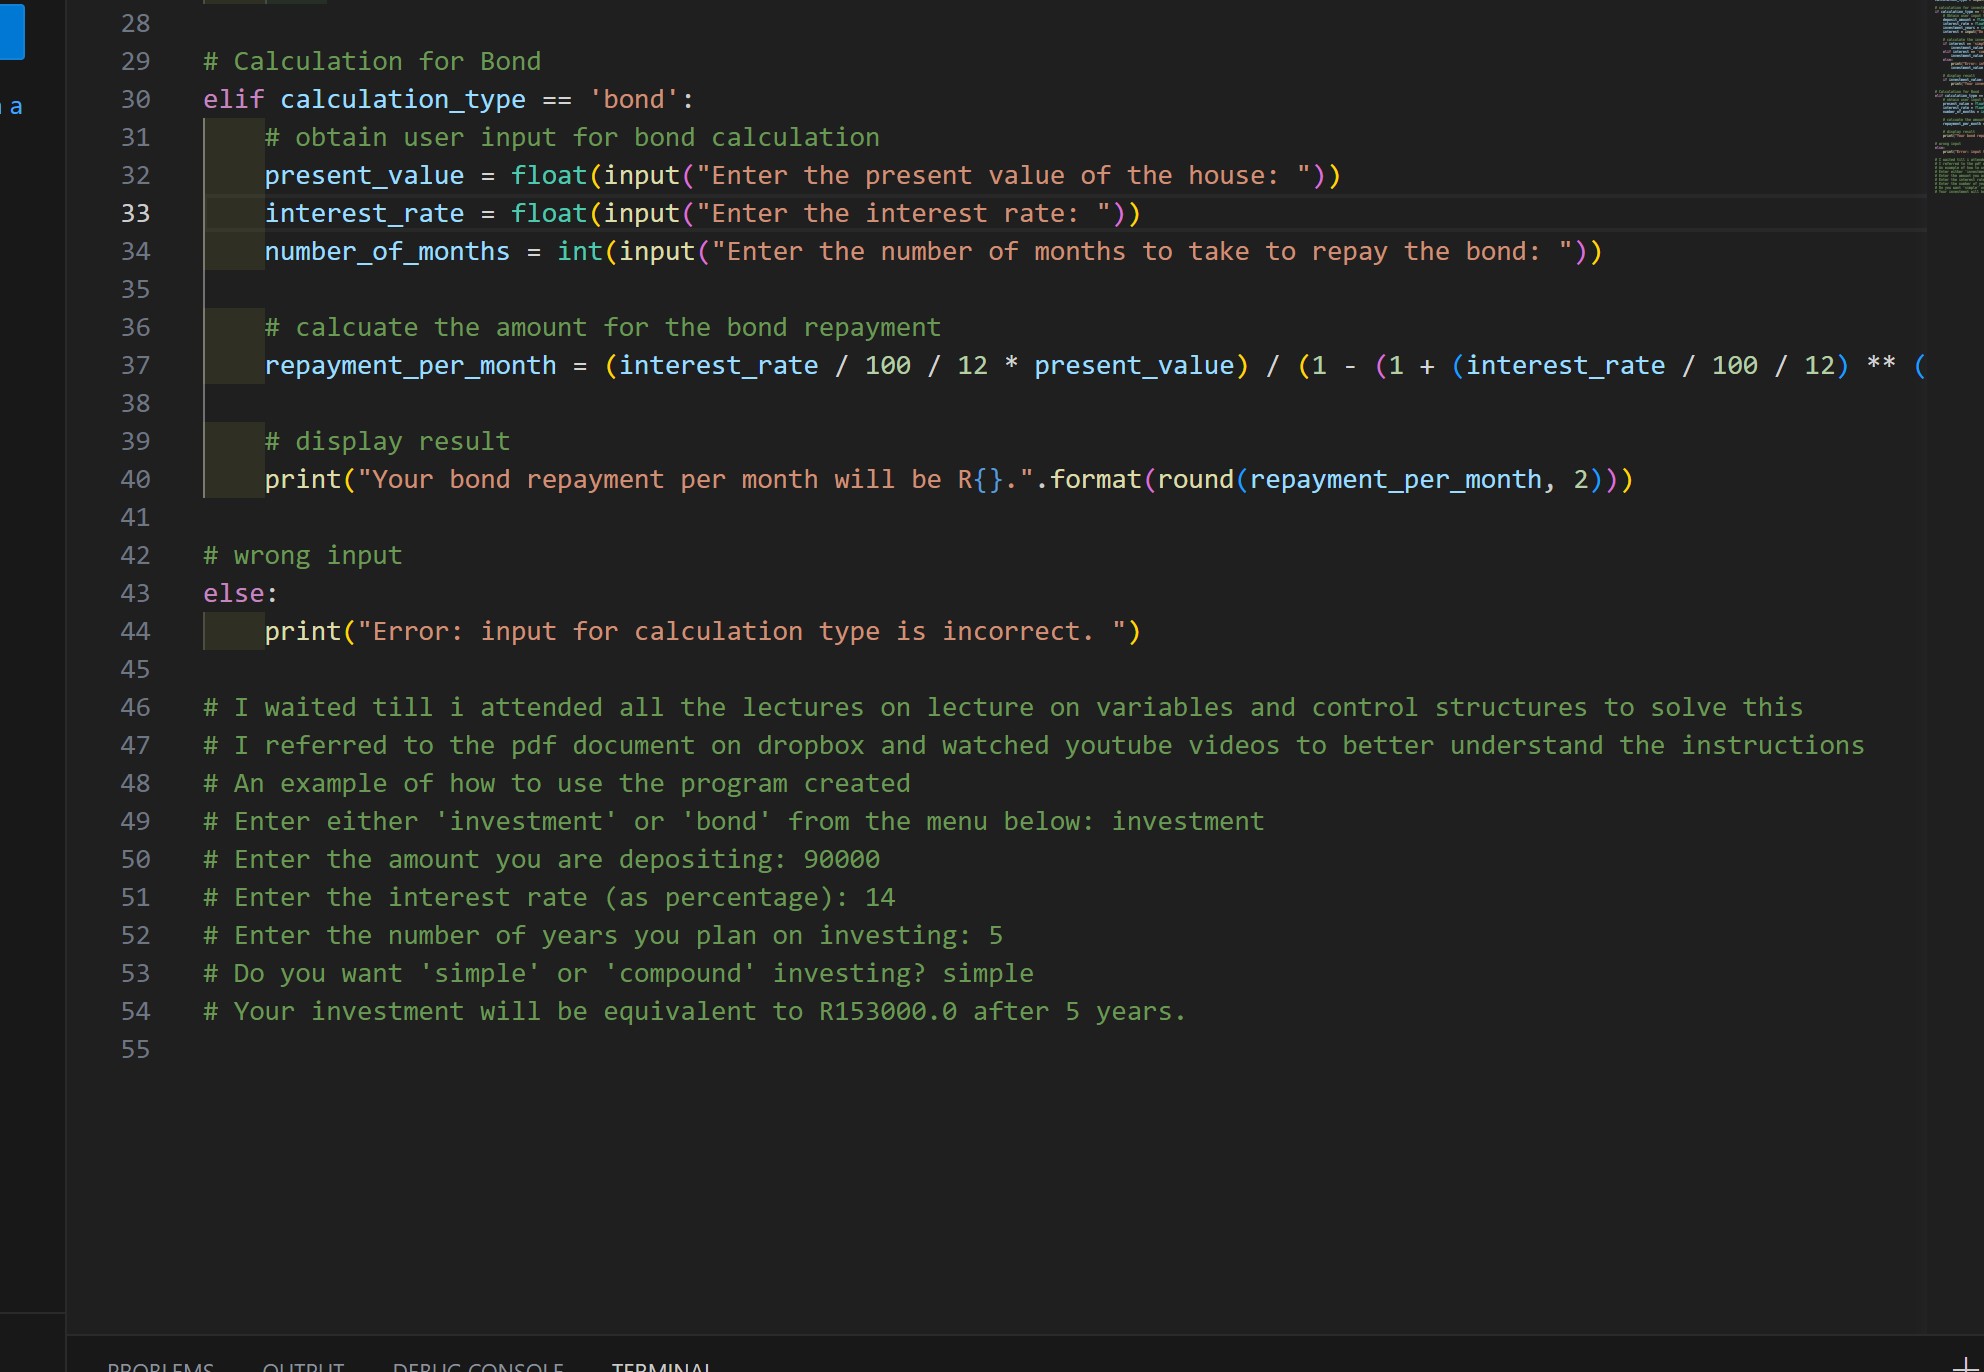 a
28
29 # Calculation for Bond
30 elif calculation_type == 'bond':
31     # obtain user input for bond calculation
32     present_value = float(input("Enter the present value of the house: "))
33     interest_rate = float(input("Enter the interest rate: "))
34     number_of_months = int(input("Enter the number of months to take to repay the bond: "))
35
36     # calcuate the amount for the bond repayment
37     repayment_per_month = (interest_rate / 100 / 12 * present_value) / (1 - (1 + (interest_rate / 100 / 12) ** (
38
39     # display result
40     print("Your bond repayment per month will be R{}.".format(round(repayment_per_month, 2)))
41
42 # wrong input
43 else:
44     print("Error: input for calculation type is incorrect. ")
45
46 # I waited till i attended all the lectures on lecture on variables and control structures to solve this
47 # I referred to the pdf document on dropbox and watched youtube videos to better understand the instructions
48 # An example of how to use the program created
49 # Enter either 'investment' or 'bond' from the menu below: investment
50 # Enter the amount you are depositing: 90000
51 # Enter the interest rate (as percentage): 14
52 # Enter the number of years you plan on investing: 5
53 # Do you want 'simple' or 'compound' investing? simple
54 # Your investment will be equivalent to R153000.0 after 5 years.
55
PROBLEMS OUTPUT DEBUG CONSOLE TERMINAL